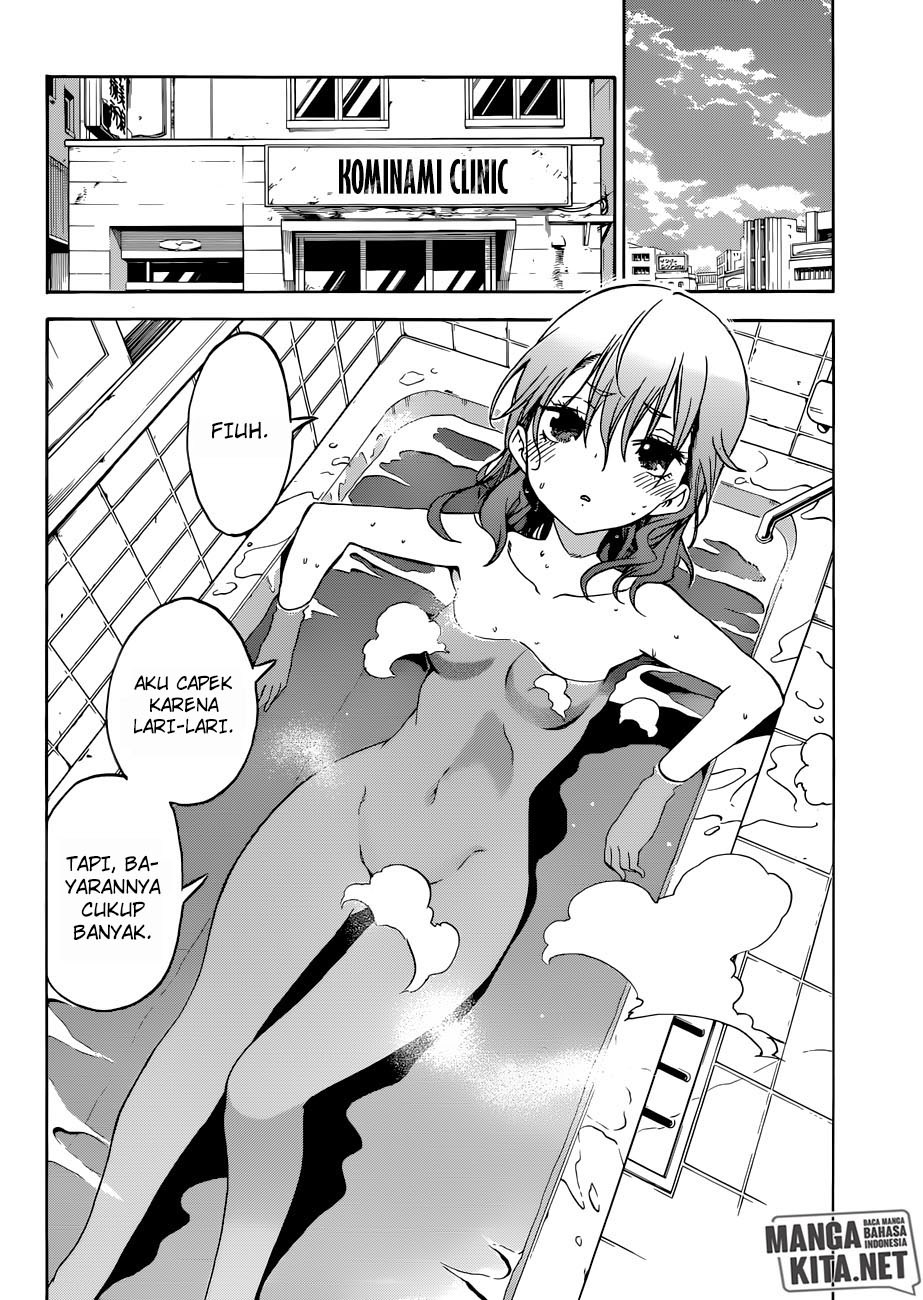 KOMINAMI CLINIC
FIUH.
AKU CAPEK
KARENA
LARI-LARI.
TAPI, BA-
YARANNYA
CUKUP
BANYAK.
MANGA
KITA.NET
BACA MANGA
BAHASA
INDONESIA